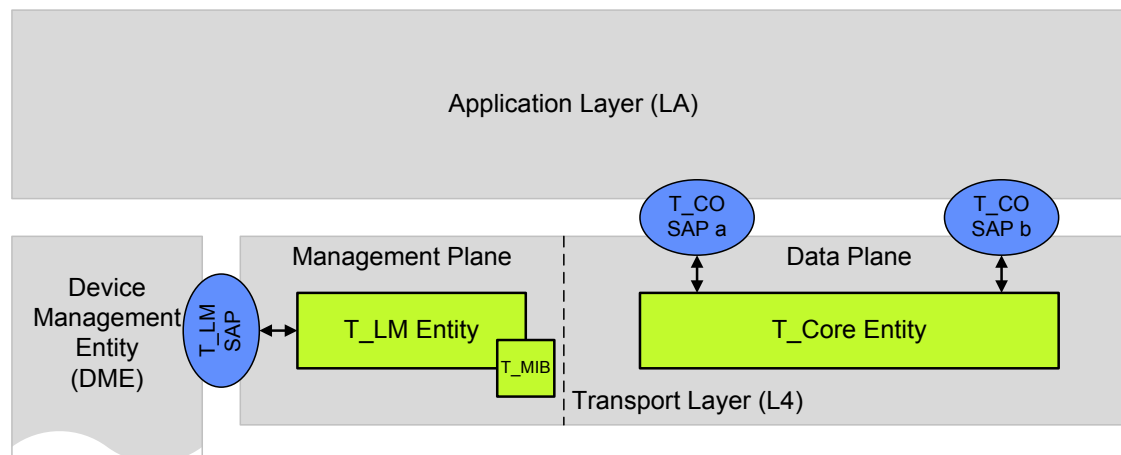 Application Layer (LA)
T_CO
SAP a
T_CO
SAP b
Device
Management
Entity
(DME)
T_LM
SAP
Management Plane
T_LM Entity
T_MIB
Data Plane
T_Core Entity
Transport Layer (L4)